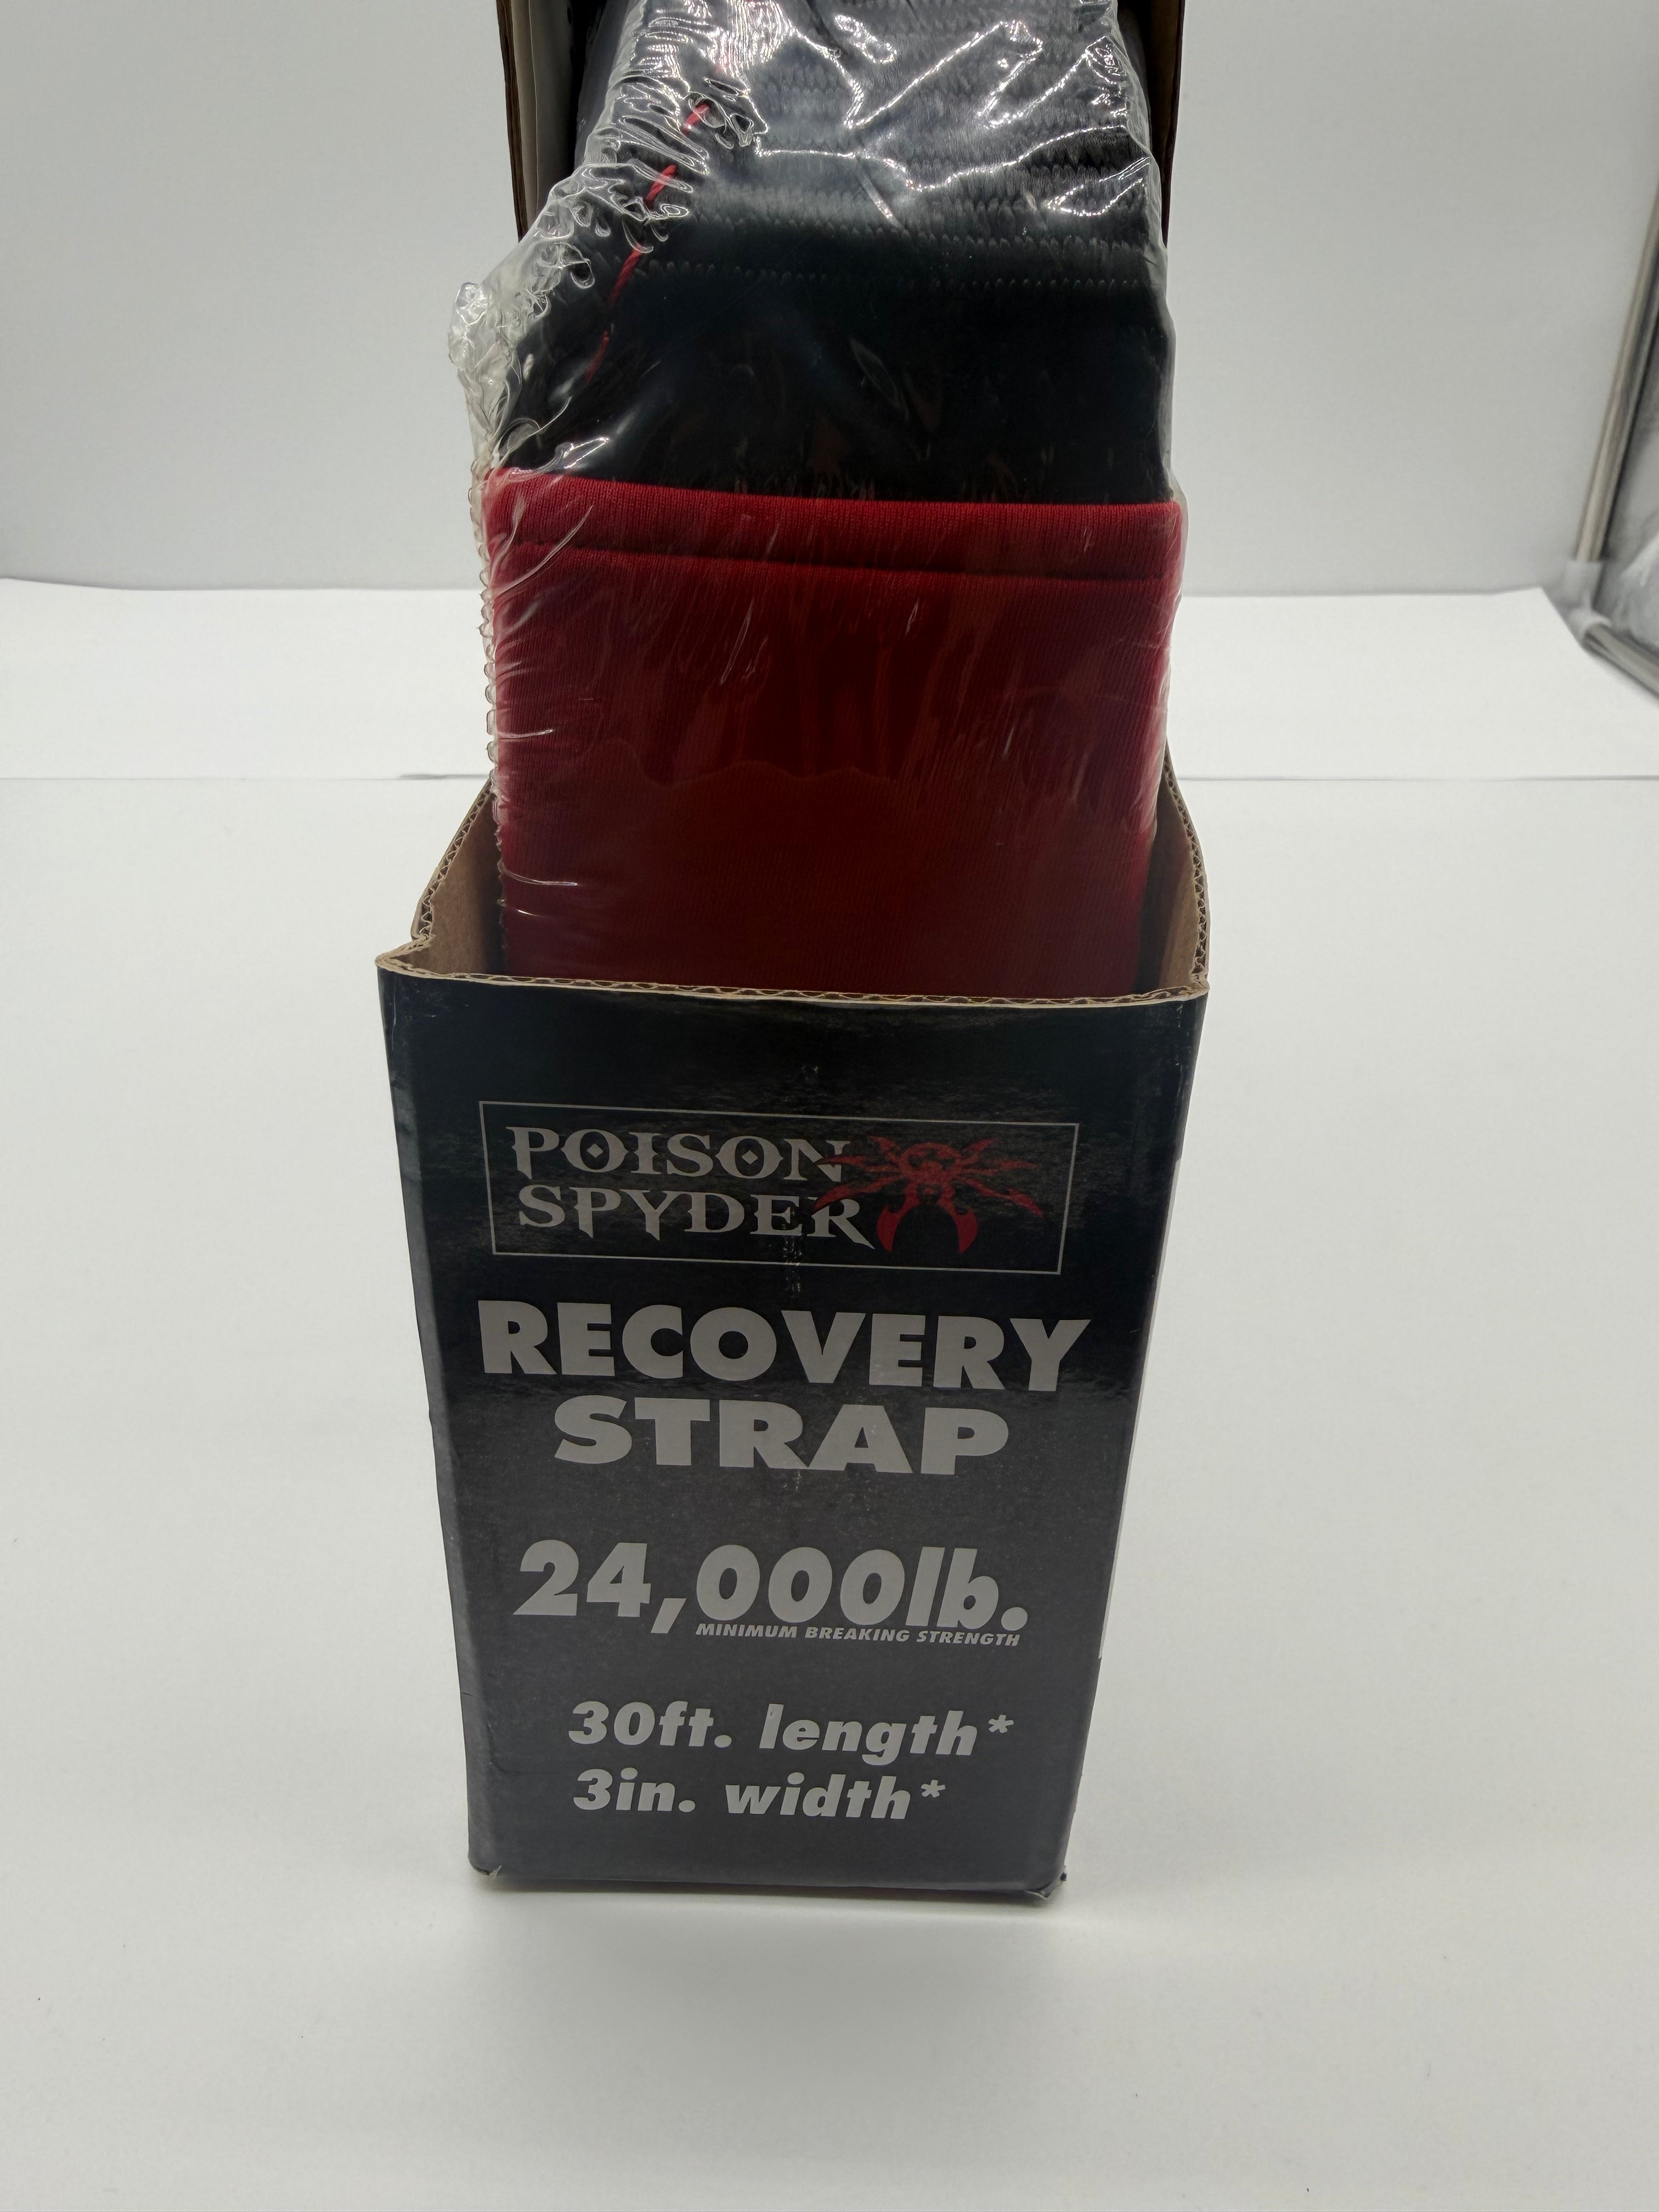 POISON
SPYDER
RECOVERY
STRAP
24,000lb.
MINIMUM BREAKING STRENGTH
30ft. length*
3in. width*